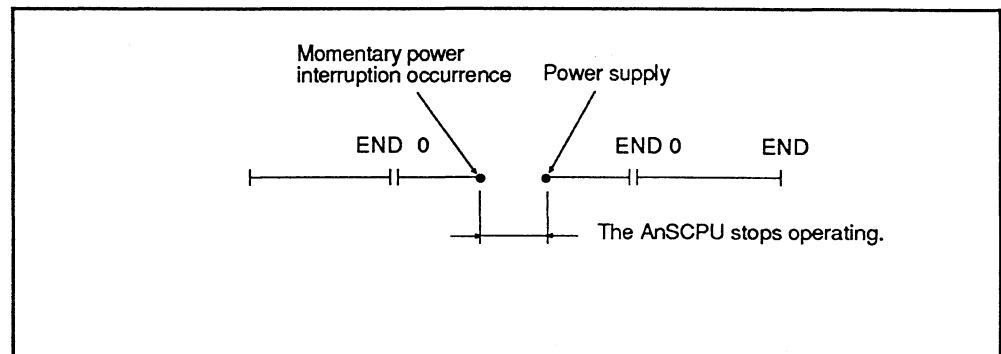 Momentary power
interruption occurrence
Power supply
END 0
END 0
END
The AnSCPU stops operating.